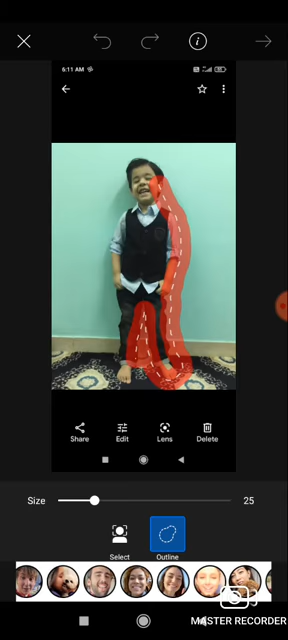 6:11 AM
Share Edit Lens Delete
Size 25
Select Outline
MASTER RECORDER